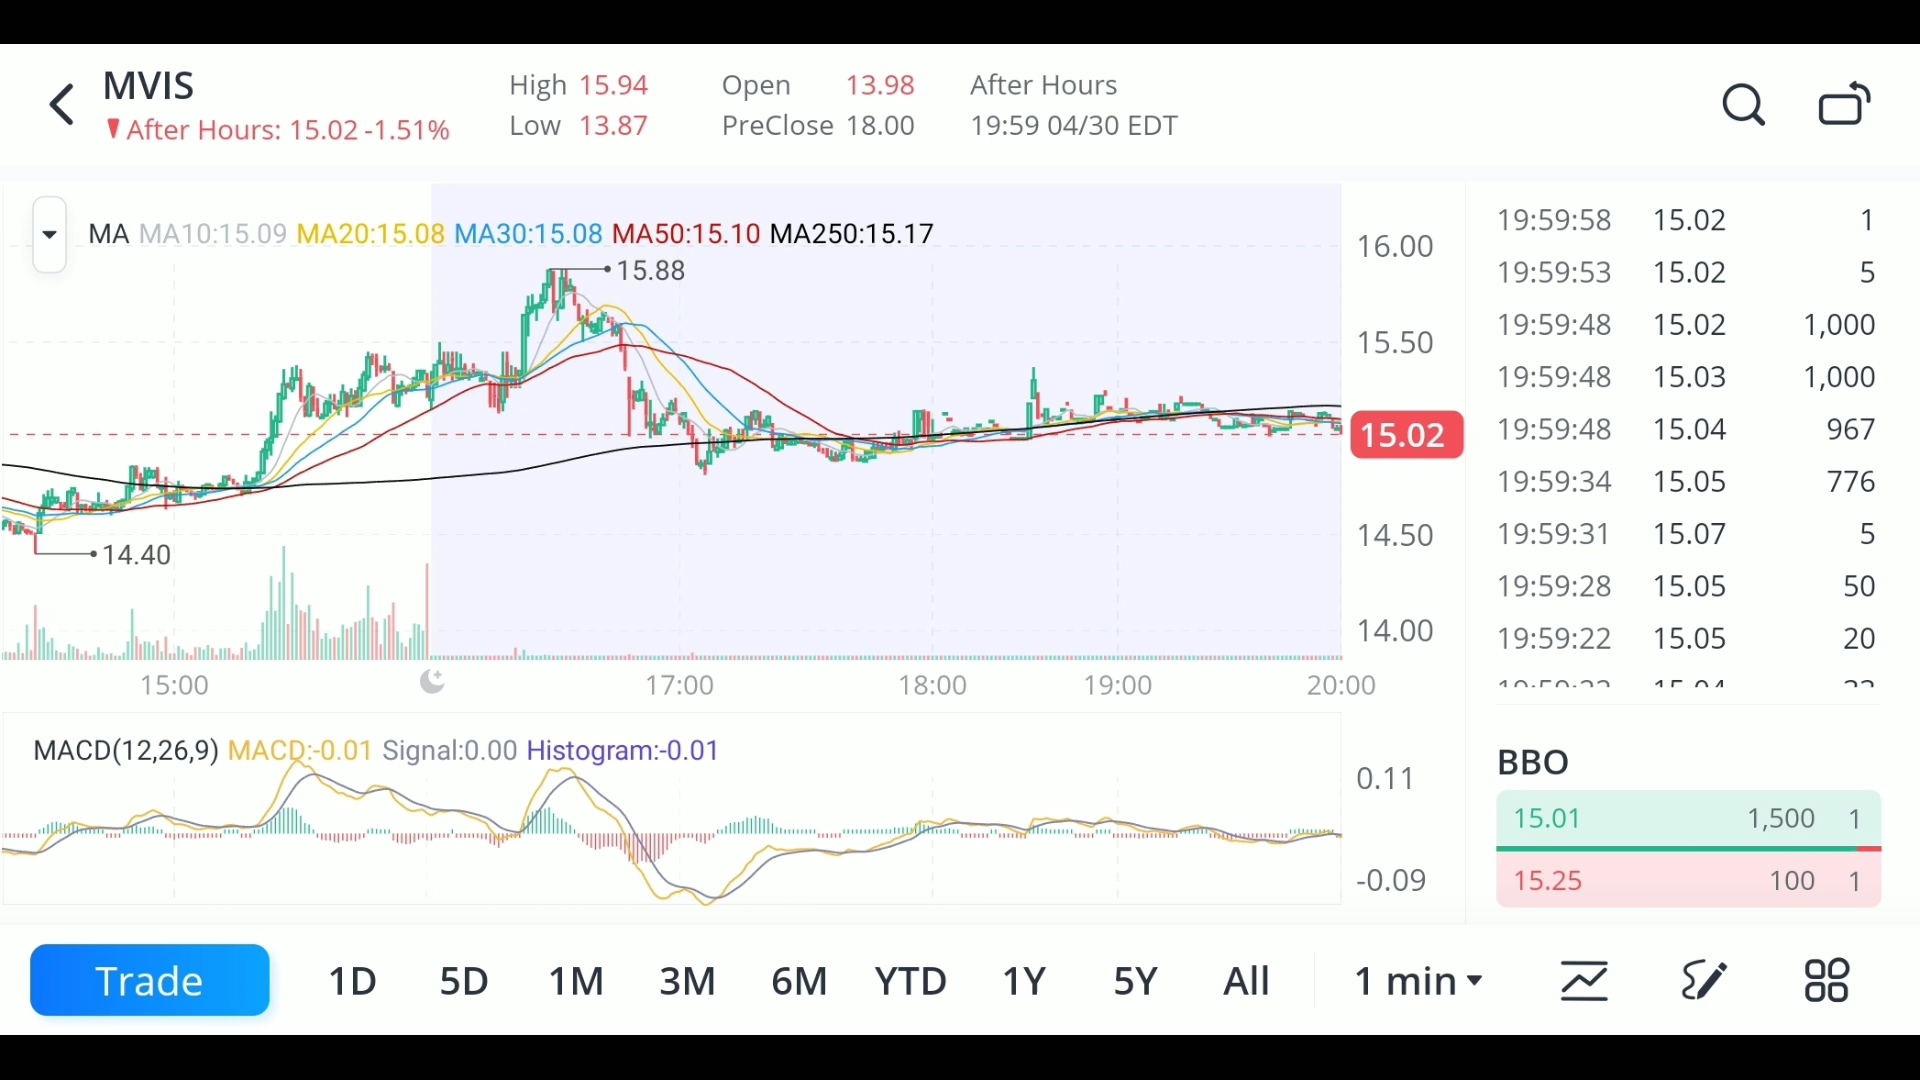 MVIS
After Hours: 15.02 -1.51%
High 15.94
Low 13.87
Open 13.98
PreClose 18.00
After Hours
19:59 04/30 EDT
MA MA10:15.09 MA20:15.08 MA30:15.08 MA50:15.10 MA250:15.17
15.88
14.40
16.00
15.50
15.02
14.50
14.00
15:00 17:00 18:00 19:00 20:00
MACD(12,26,9) MACD:-0.01 Signal:0.00 Histogram:-0.01
0.11
-0.09
19:59:58 15.02 1
19:59:53 15.02 5
19:59:48 15.02 1,000
19:59:48 15.03 1,000
19:59:48 15.04 967
19:59:34 15.05 776
19:59:31 15.07 5
19:59:28 15.05 50
19:59:22 15.05 20
BBO
15.01 1,500 1
15.25 100 1
Trade 1D 5D 1M 3M 6M YTD 1Y 5Y All 1 min